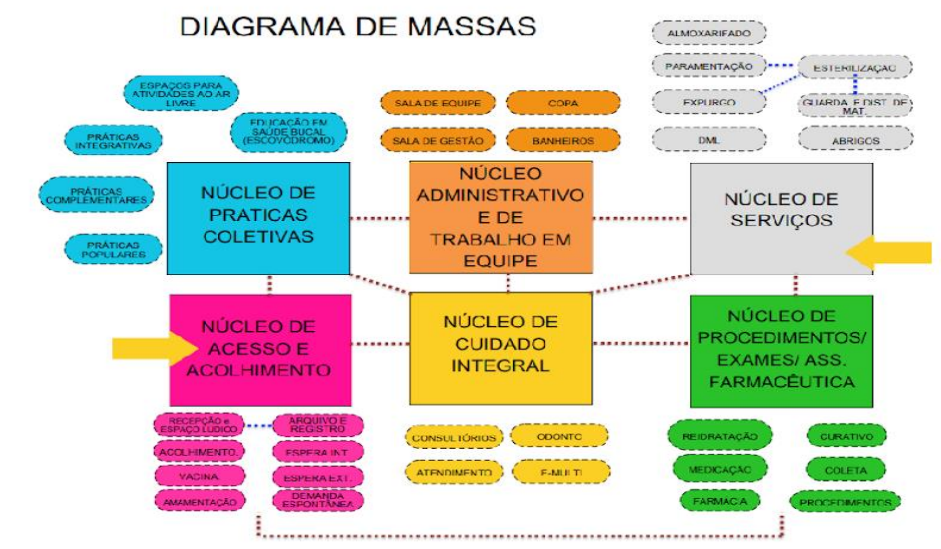 DIAGRAMA DE MASSAS
ESPAÇOS PARA
ATIVIDADES AO AR
LIVRE
EDUCAÇÃO EM
SAÚDE BUCAL
(ESCOVÓDROMO)
PRÁTICAS
INTEGRATIVAS
PRÁTICAS
COMPLEMENTARES
PRÁTICAS
POPULARES
NÚCLEO DE
PRATICAS
COLETIVAS
SALA DE EQUIPE
COPA
SALA DE GESTÃO
BANHEIROS
NÚCLEO
ADMINISTRATIVO
E DE
TRABALHO EM
EQUIPE
ALMOXARIFADO
PARAMENTAÇÃO
ESTERILIZAÇÃO
EXPURGO
GUARDA E DIST. DE
MAT.
DML
ABRIGOS
NÚCLEO DE
SERVIÇOS
NÚCLEO DE
ACESSO E
ACOLHIMENTO
RECEPÇÃO e
ESPAÇO LÚDICO
ARQUIVO E
REGISTRO
ACOLHIMENTO.
ESPERA INT.
VACINA
ESPERA EXT.
AMAMENTAÇÃO
DEMANDA
ESPONTÂNEA
NÚCLEO DE
CUIDADO
INTEGRAL
CONSULTÓRIOS
ODONTO
ATENDIMENTO
E-MULTI
NÚCLEO DE
PROCEDIMENTOS/
EXAMES/ ASS.
FARMACÊUTICA
REIDRATAÇÃO
CURATIVO
MEDICAÇÃO
COLETA
FARMACIA
PROCEDIMENTOS